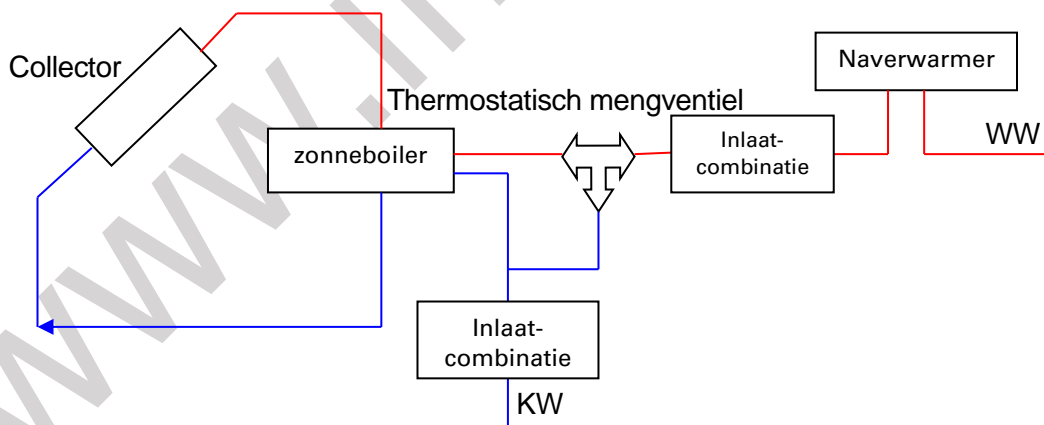 Collector
Naverwarmer
Thermostatisch mengventiel
zonneboiler
Inlaat-
combinatie
WW
Inlaat-
combinatie
KW